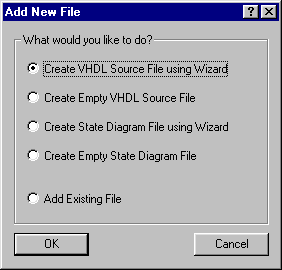 Add New File
What would you like to do?
Create VHDL Source File using Wizard
Create Empty VHDL Source File
Create State Diagram File using Wizard
Create Empty State Diagram File
Add Existing File
OK
Cancel